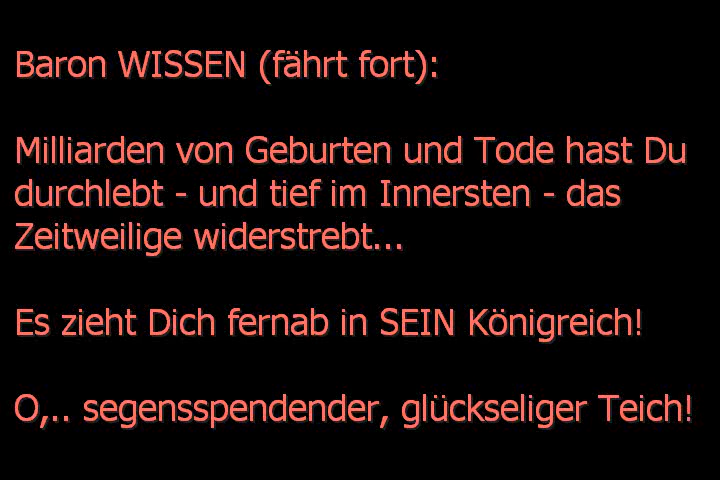 Baron WISSEN (fährt fort):
Milliarden von Geburten und Tode hast Du
durchlebt - und tief im Innersten - das
Zeitweilige widerstrebt...
Es zieht Dich fernab in SEIN Königreich!
O,.. segensspendender, glückseliger Teich!